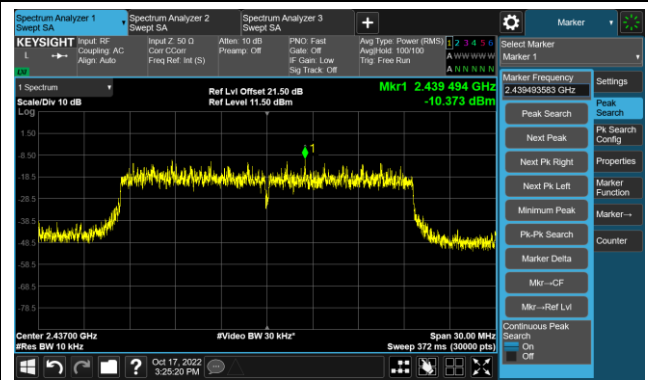 Spectrum Analyzer 1
Swept SA
Spectrum Analyzer 2
Swept SA
Spectrum Analyzer 3
Swept SA
+
Marker
KEYSIGHT
L
LXI
Input: RF
Coupling: AC
Align: Auto
Input Z: 50 Ω
Corr CCorr
Freq Ref: Int (S)
Atten: 10 dB
Preamp: Off
PNO: Fast
Gate: Off
IF Gain: Low
Sig Track: Off
Avg Type: Power (RMS)
Avg|Hold: 100/100
Trig: Free Run
1 2 3 4 5 6
A W W W W W
A N N N N N
Select Marker
Marker 1
1 Spectrum
Scale/Div 10 dB
Log
Ref Lvl Offset 21.50 dB
Ref Level 11.50 dBm
Mkr1 2.439 494 GHz
-10.373 dBm
1.50
-8.50
-18.5
-28.5
-38.5
-48.5
-58.5
-68.5
-78.5
1
Center 2.43700 GHz
#Res BW 10 kHz
#Video BW 30 kHz*
Span 30.00 MHz
Sweep 372 ms (30000 pts)
Marker Frequency
2.439493583 GHz
Peak Search
Next Peak
Next Pk Right
Next Pk Left
Minimum Peak
Pk-Pk Search
Marker Delta
Mkr→CF
Mkr→Ref Lvl
Continuous Peak
Search
On
Off
Settings
Peak
Search
Pk Search
Config
Properties
Marker
Function
Marker→
Counter
?
Oct 17, 2022
3:25:20 PM